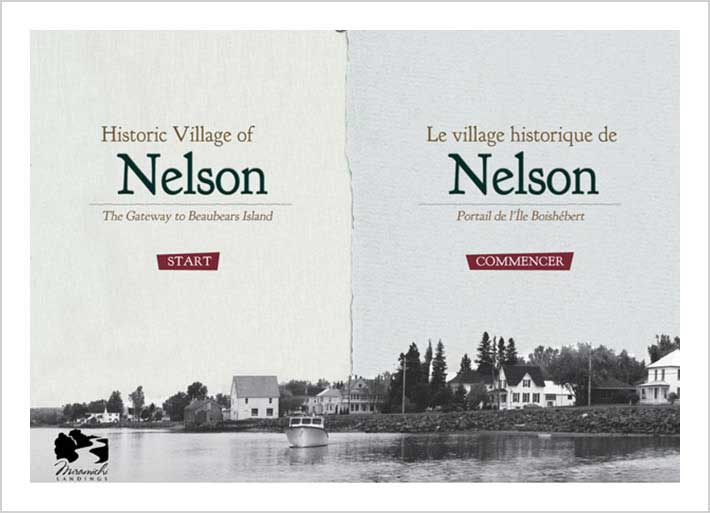 Historic Village of
Nelson
The Gateway to Beaubears Island
START
Le village historique de
Nelson
Portail de l'Île Boishébert
COMMENCER
Miramichi
LANDINGS